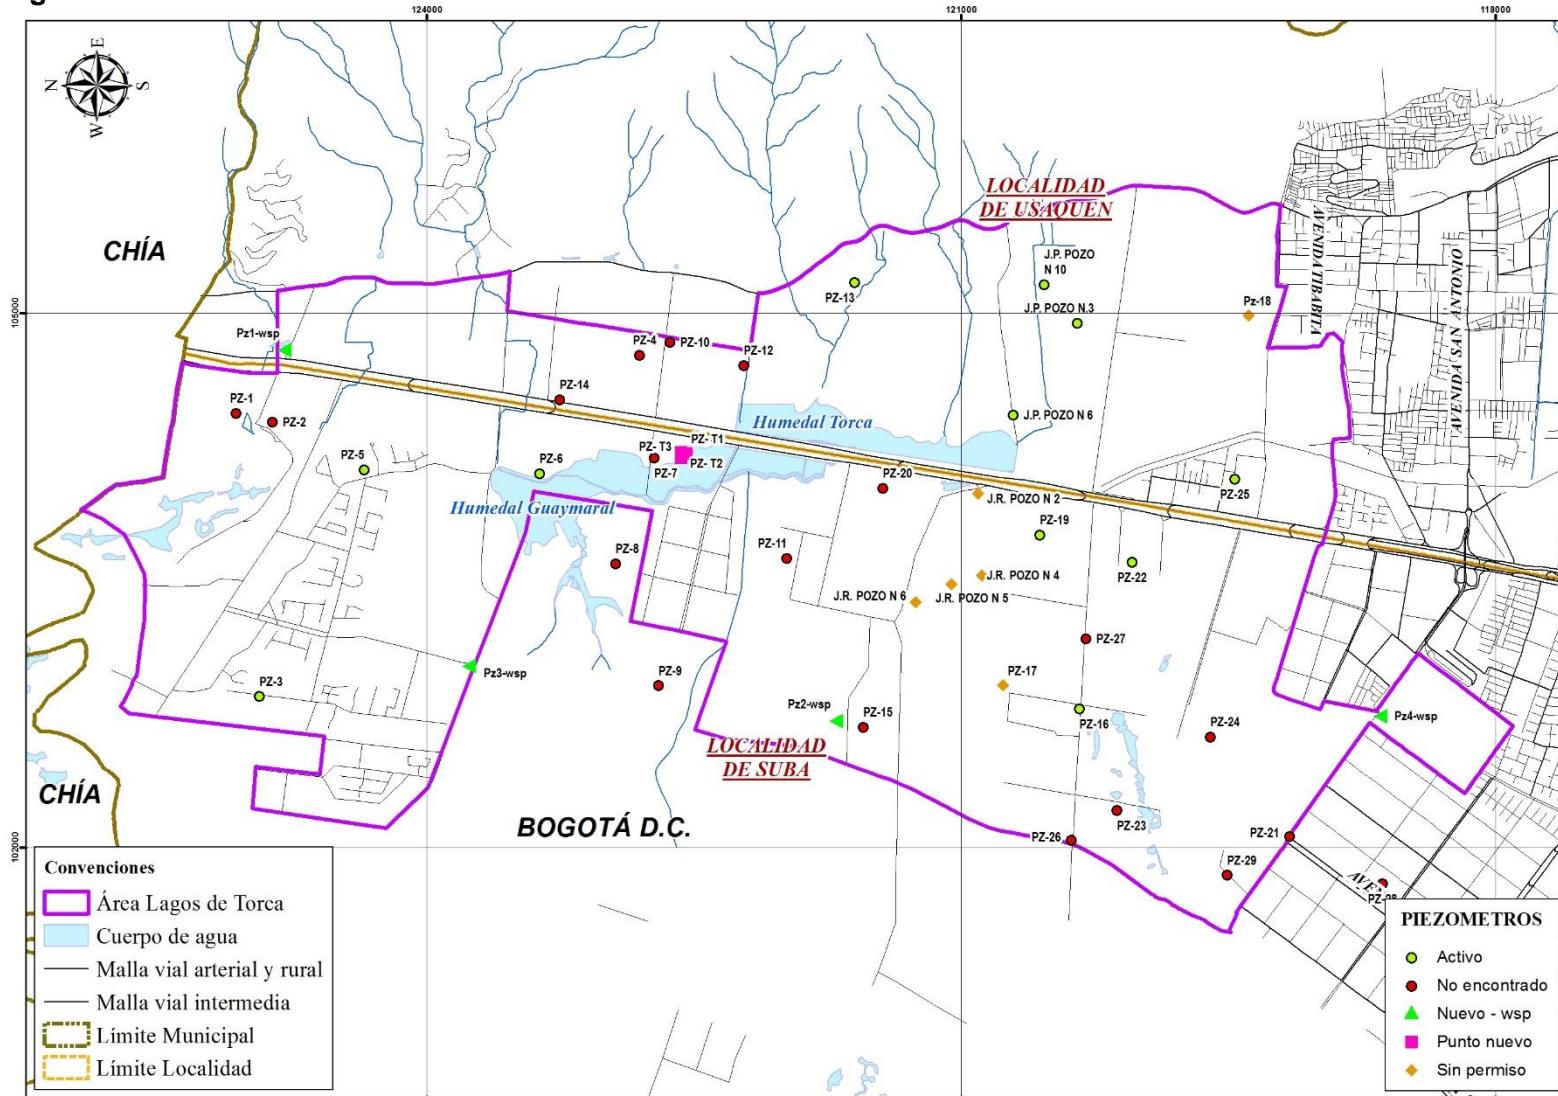 124000
121000
118000
E
N
S
W
LOCALIDAD
DE USAQUEN
CHÍA
J.P. POZO
N 10
PZ-13
J.P. POZO N.3
Pz-18
AVENIDA TIBABITA
AVENIDA SAN ANTONIO
105000
Pz1-wsp
PZ-4
PZ-10
PZ-12
PZ-14
PZ-1
PZ-2
J.P. POZO N 6
Humedal Torca
PZ- T1
PZ- T3
PZ- T2
PZ-5
PZ-6
PZ-7
PZ-20
PZ-25
J.R. POZO N 2
Humedal Guaymaral
PZ-19
PZ-8
PZ-11
PZ-22
J.R. POZO N 4
J.R. POZO N 6
J.R. POZO N 5
PZ-27
Pz3-wsp
PZ-9
PZ-17
PZ-3
Pz2-wsp
PZ-15
PZ-16
PZ-24
Pz4-wsp
LOCALIDAD
DE SUBA
CHÍA
BOGOTÁ D.C.
PZ-23
PZ-26
PZ-21
102000
PZ-29
PZ-28
Convenciones
Área Lagos de Torca
Cuerpo de agua
Malla vial arterial y rural
Malla vial intermedia
Límite Municipal
Límite Localidad
PIEZOMETROS
Activo
No encontrado
Nuevo - wsp
Punto nuevo
Sin permiso